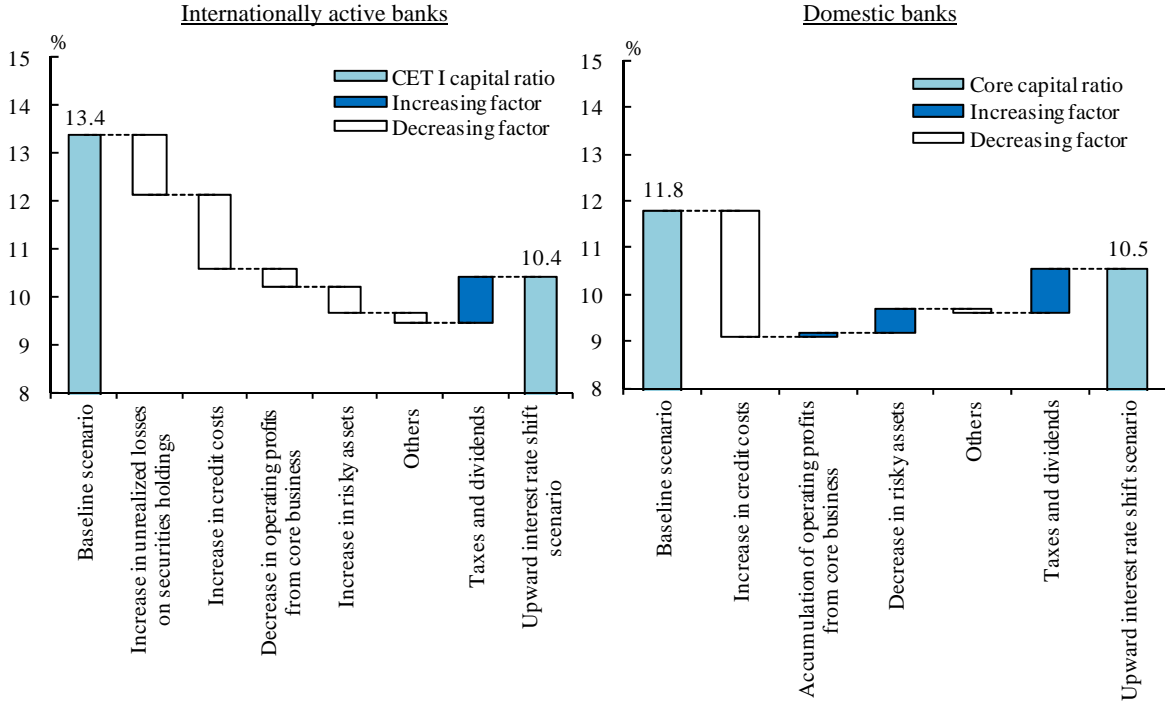 Internationally active banks
%
15
14
13
12
11
10
9
8
CET I capital ratio
Increasing factor
Decreasing factor
13.4
10.4
Baseline scenario
Increase in unrealized losses
on securities holdings
Increase in credit costs
Decrease in operating profits
from core business
Increase in risky assets
Others
Taxes and dividends
Upward interest rate shift
scenario
Domestic banks
%
15
14
13
12
11
10
9
8
Core capital ratio
Increasing factor
Decreasing factor
11.8
10.5
Baseline scenario
Increase in credit costs
Accumulation of operating profits
from core business
Decrease in risky assets
Others
Taxes and dividends
Upward interest rate shift scenario